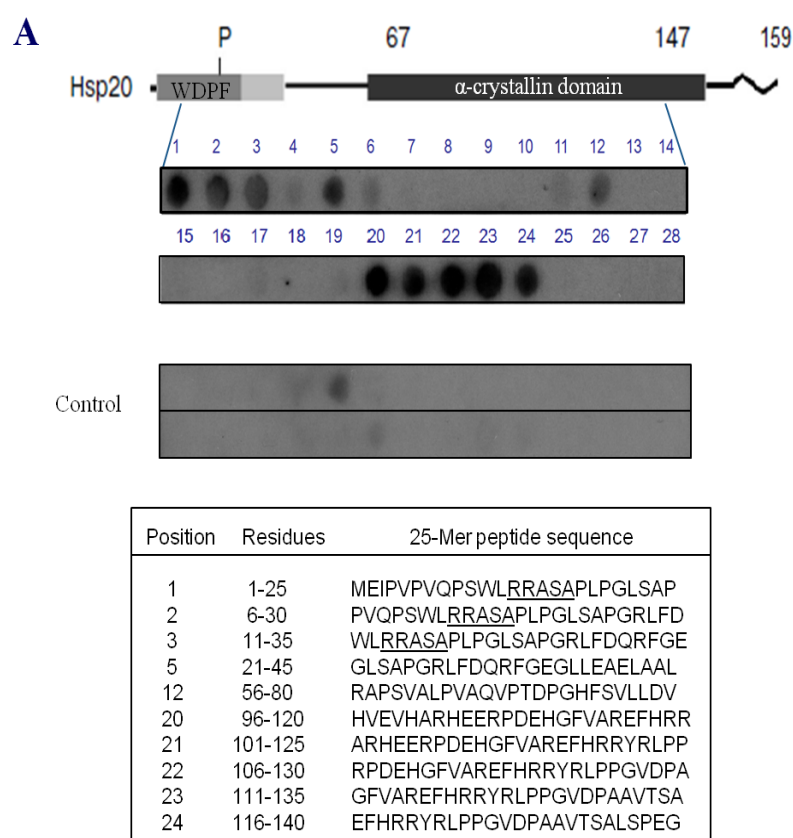 A
P 67 147 159
Hsp20 WDPF α-crystallin domain
1 2 3 4 5 6 7 8 9 10 11 12 13 14
15 16 17 18 19 20 21 22 23 24 25 26 27 28
Control
Position Residues 25-Mer peptide sequence
1 1-25 MEIPVPVQPSWLRRASAPLPGLSAP
2 6-30 PVQPSWLRRASAPLPGLSAPGRLFD
3 11-35 WLRRASAPLPGLSAPGRLFDQRFGE
5 21-45 GLSAPGRLFDQRFGEGLLEAELAAL
12 56-80 RAPSVALPVAQVPTDPGHFSVLLDV
20 96-120 HVEVHARHEERPDEHGFVAREFHRR
21 101-125 ARHEERPDEHGFVAREFHRRYRLPP
22 106-130 RPDEHGFVAREFHRRYRLPPGVDPA
23 111-135 GFVAREFHRRYRLPPGVDPAAVTSA
24 116-140 EFHRRYRLPPGVDPAAVTSALSPEG